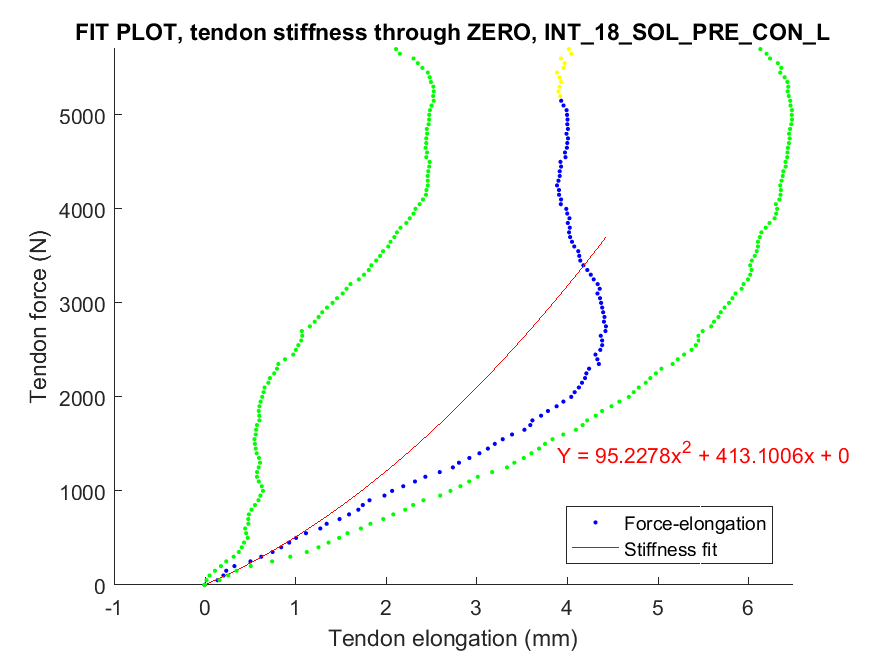 FIT PLOT, tendon stiffness through ZERO, INT_18_SOL_PRE_CON_L
5000
4000
3000
2000
1000
0
Tendon force (N)
Y = 95.2278x² + 413.1006x + 0
Force-elongation
Stiffness fit
-1 0 1 2 3 4 5 6
Tendon elongation (mm)